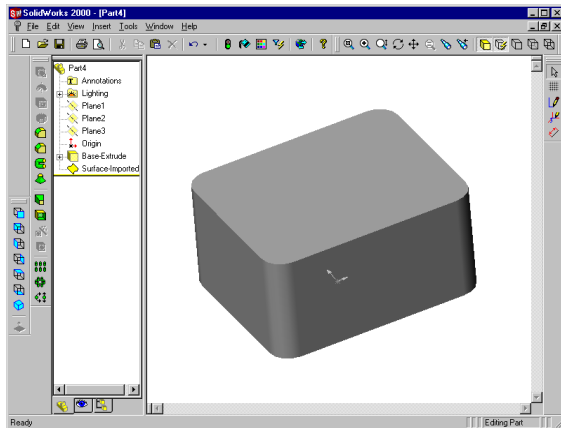 SW SolidWorks 2000 - [Part4]
File Edit View Insert Tools Window Help
Part4
Annotations
Lighting
Plane1
Plane2
Plane3
Origin
Base-Extrude
Surface-Imported
Ready
Editing Part